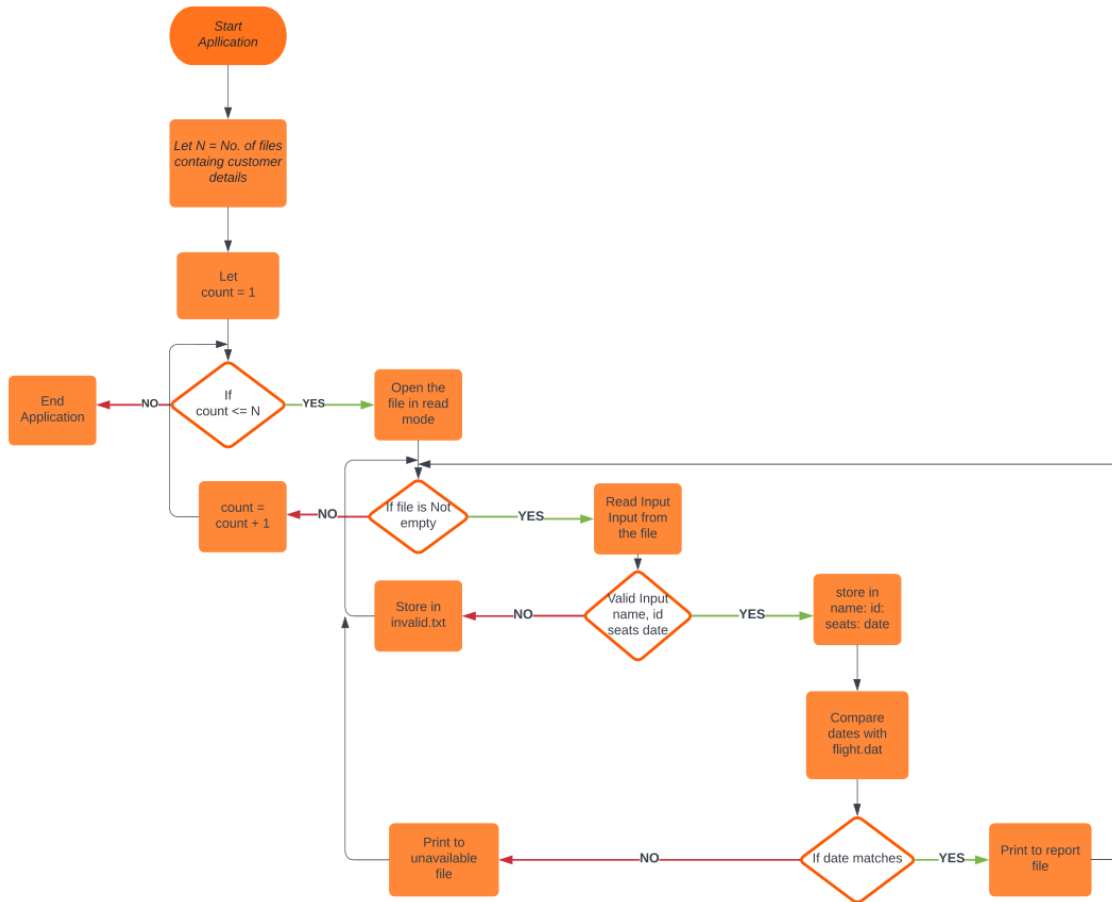 Start
Apllication
Let N = No. of files
containg customer
details
Let
count = 1
If
count <= N
NO
End
Application
YES
Open the
file in read
mode
If file is Not
empty
NO
count =
count + 1
YES
Read Input
Input from
the file
Valid Input
name, id
seats date
NO
Store in
invalid.txt
YES
store in
name: id:
seats: date
Compare
dates with
flight.dat
If date matches
NO
Print to
unavailable
file
YES
Print to report
file